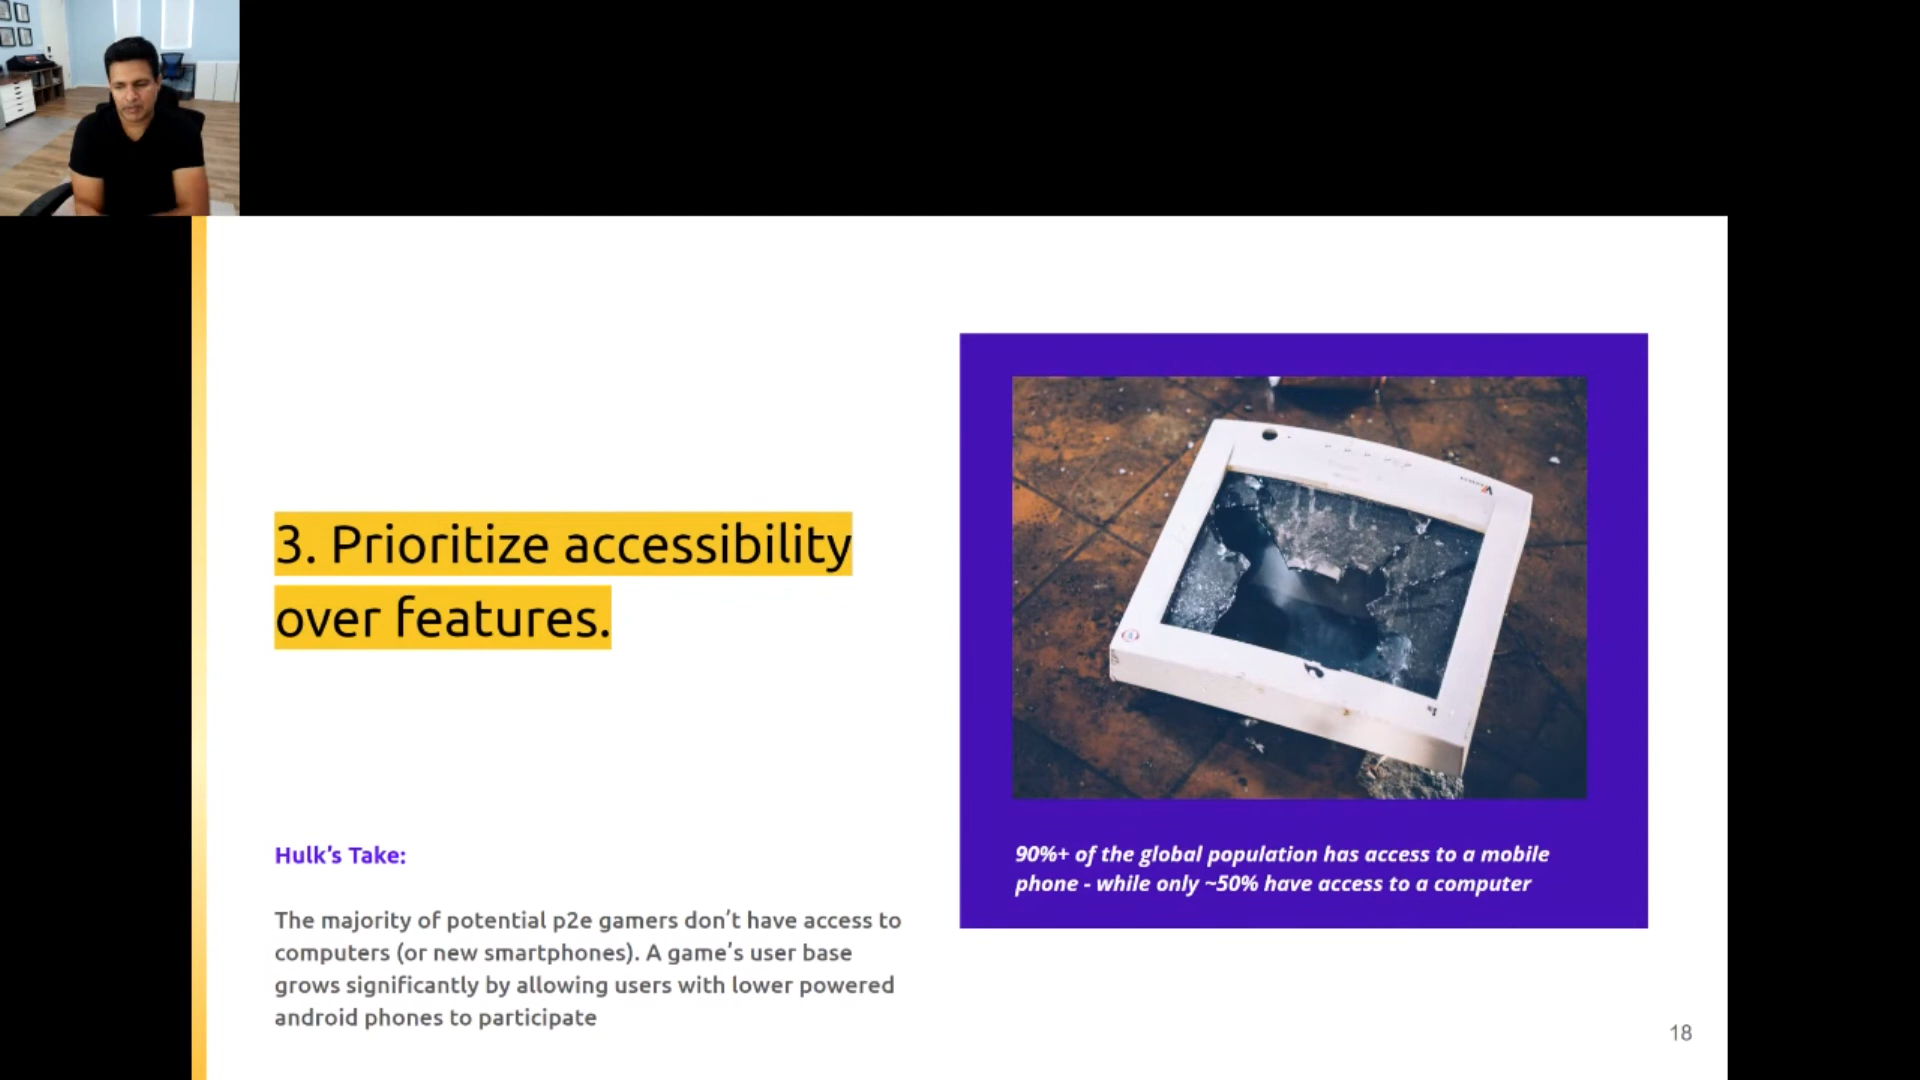 3. Prioritize accessibility
over features.
Hulk’s Take:
The majority of potential p2e gamers don’t have access to
computers (or new smartphones). A game’s user base
grows significantly by allowing users with lower powered
android phones to participate
90%+ of the global population has access to a mobile
phone - while only ~50% have access to a computer
18